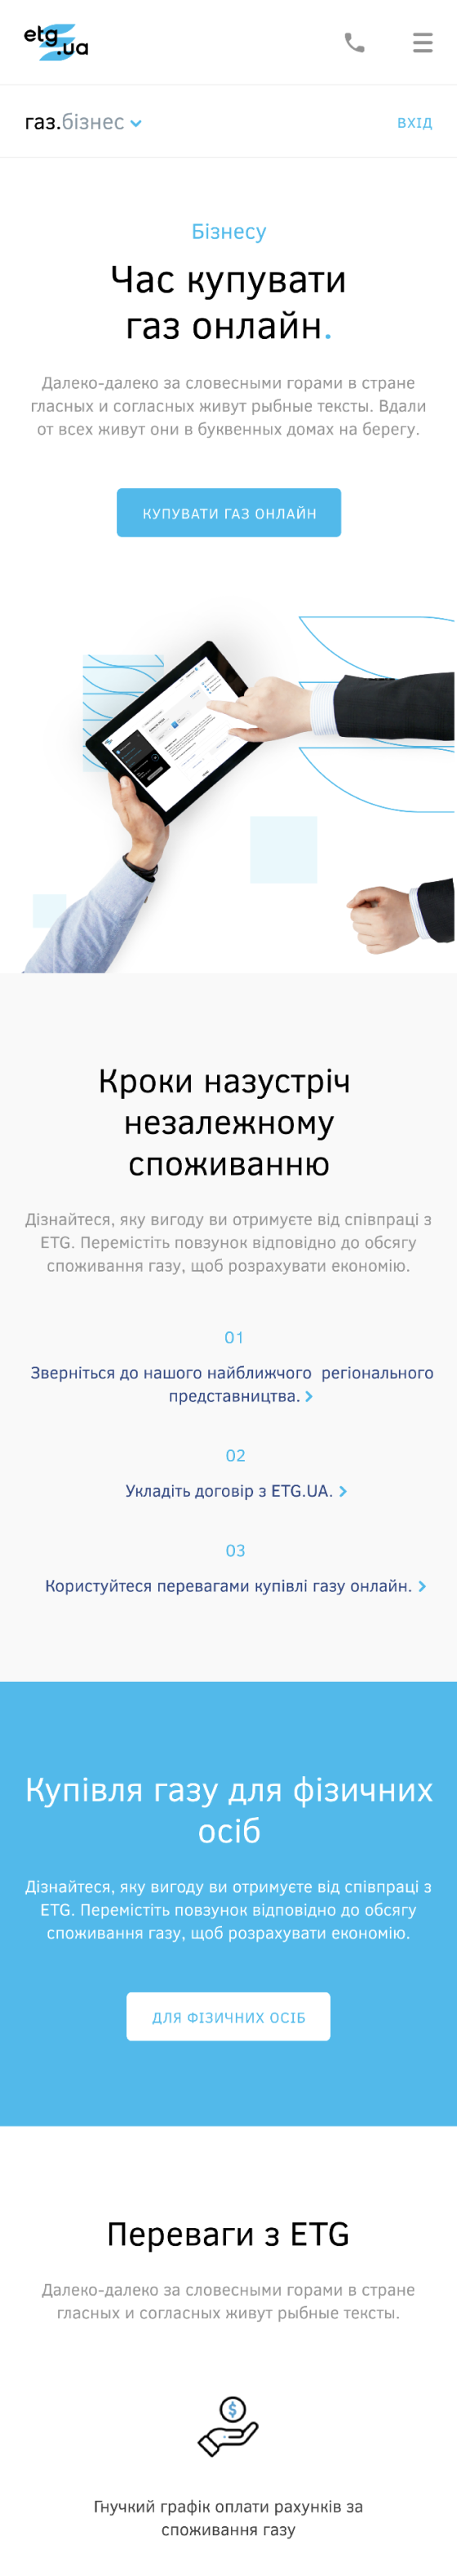 etg
.ua
газ.бізнес
ВХІД
Бізнесу
Час купувати
газ онлайн.
Далеко-далеко за словесными горами в стране
гласных и согласных живут рыбные тексты. Вдали
от всех живут они в буквенных домах на берегу.
КУПУВАТИ ГАЗ ОНЛАЙН
Кроки назустріч
незалежному
споживанню
Дізнайтеся, яку вигоду ви отримуєте від співпраці з
ETG. Перемістіть повзунок відповідно до обсягу
споживання газу, щоб розрахувати економію.
01
Зверніться до нашого найближчого регіонального
представництва.
02
Укладіть договір з ETG.UA.
03
Користуйтеся перевагами купівлі газу онлайн.
Купівля газу для фізичних
осіб
Дізнайтеся, яку вигоду ви отримуєте від співпраці з
ETG. Перемістіть повзунок відповідно до обсягу
споживання газу, щоб розрахувати економію.
ДЛЯ ФІЗИЧНИХ ОСІБ
Переваги з ETG
Далеко-далеко за словесными горами в стране
гласных и согласных живут рыбные тексты.
$
Гнучкий графік оплати рахунків за
споживання газу